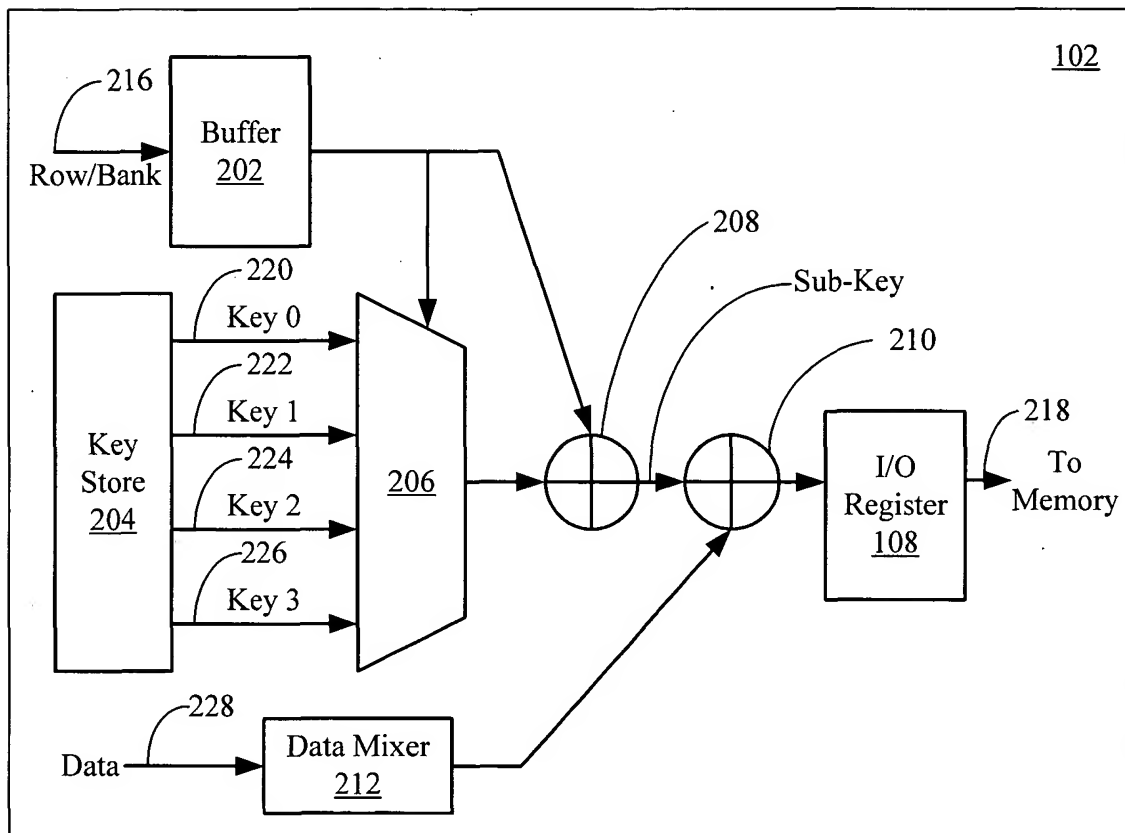 102
216
Buffer
202
Row/Bank
208
220
Sub-Key
Key 0
210
222
Key 1
218
Key
Store
204
224
206
I/O
Register
108
To
Memory
Key 2
226
Key 3
228
Data Mixer
212
Data